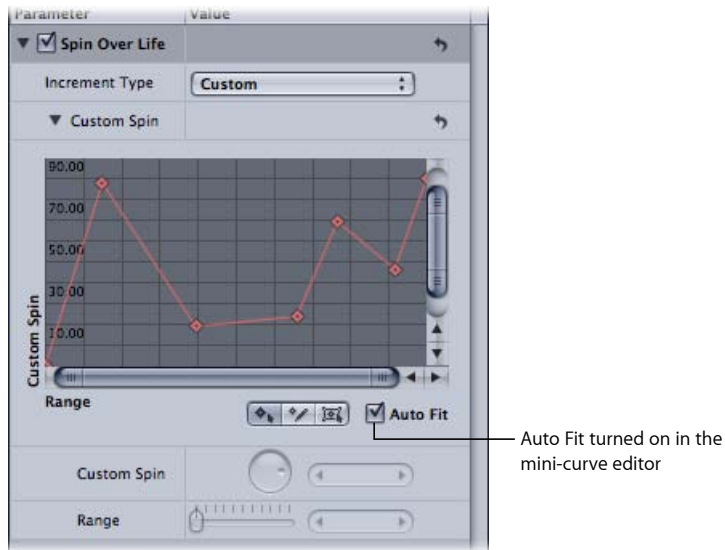 Parameter Value
Spin Over Life
Increment Type Custom
Custom Spin
90.00
70.00
50.00
30.00
10.00
Custom Spin
Range
Auto Fit
Auto Fit turned on in the
mini-curve editor
Custom Spin
Range